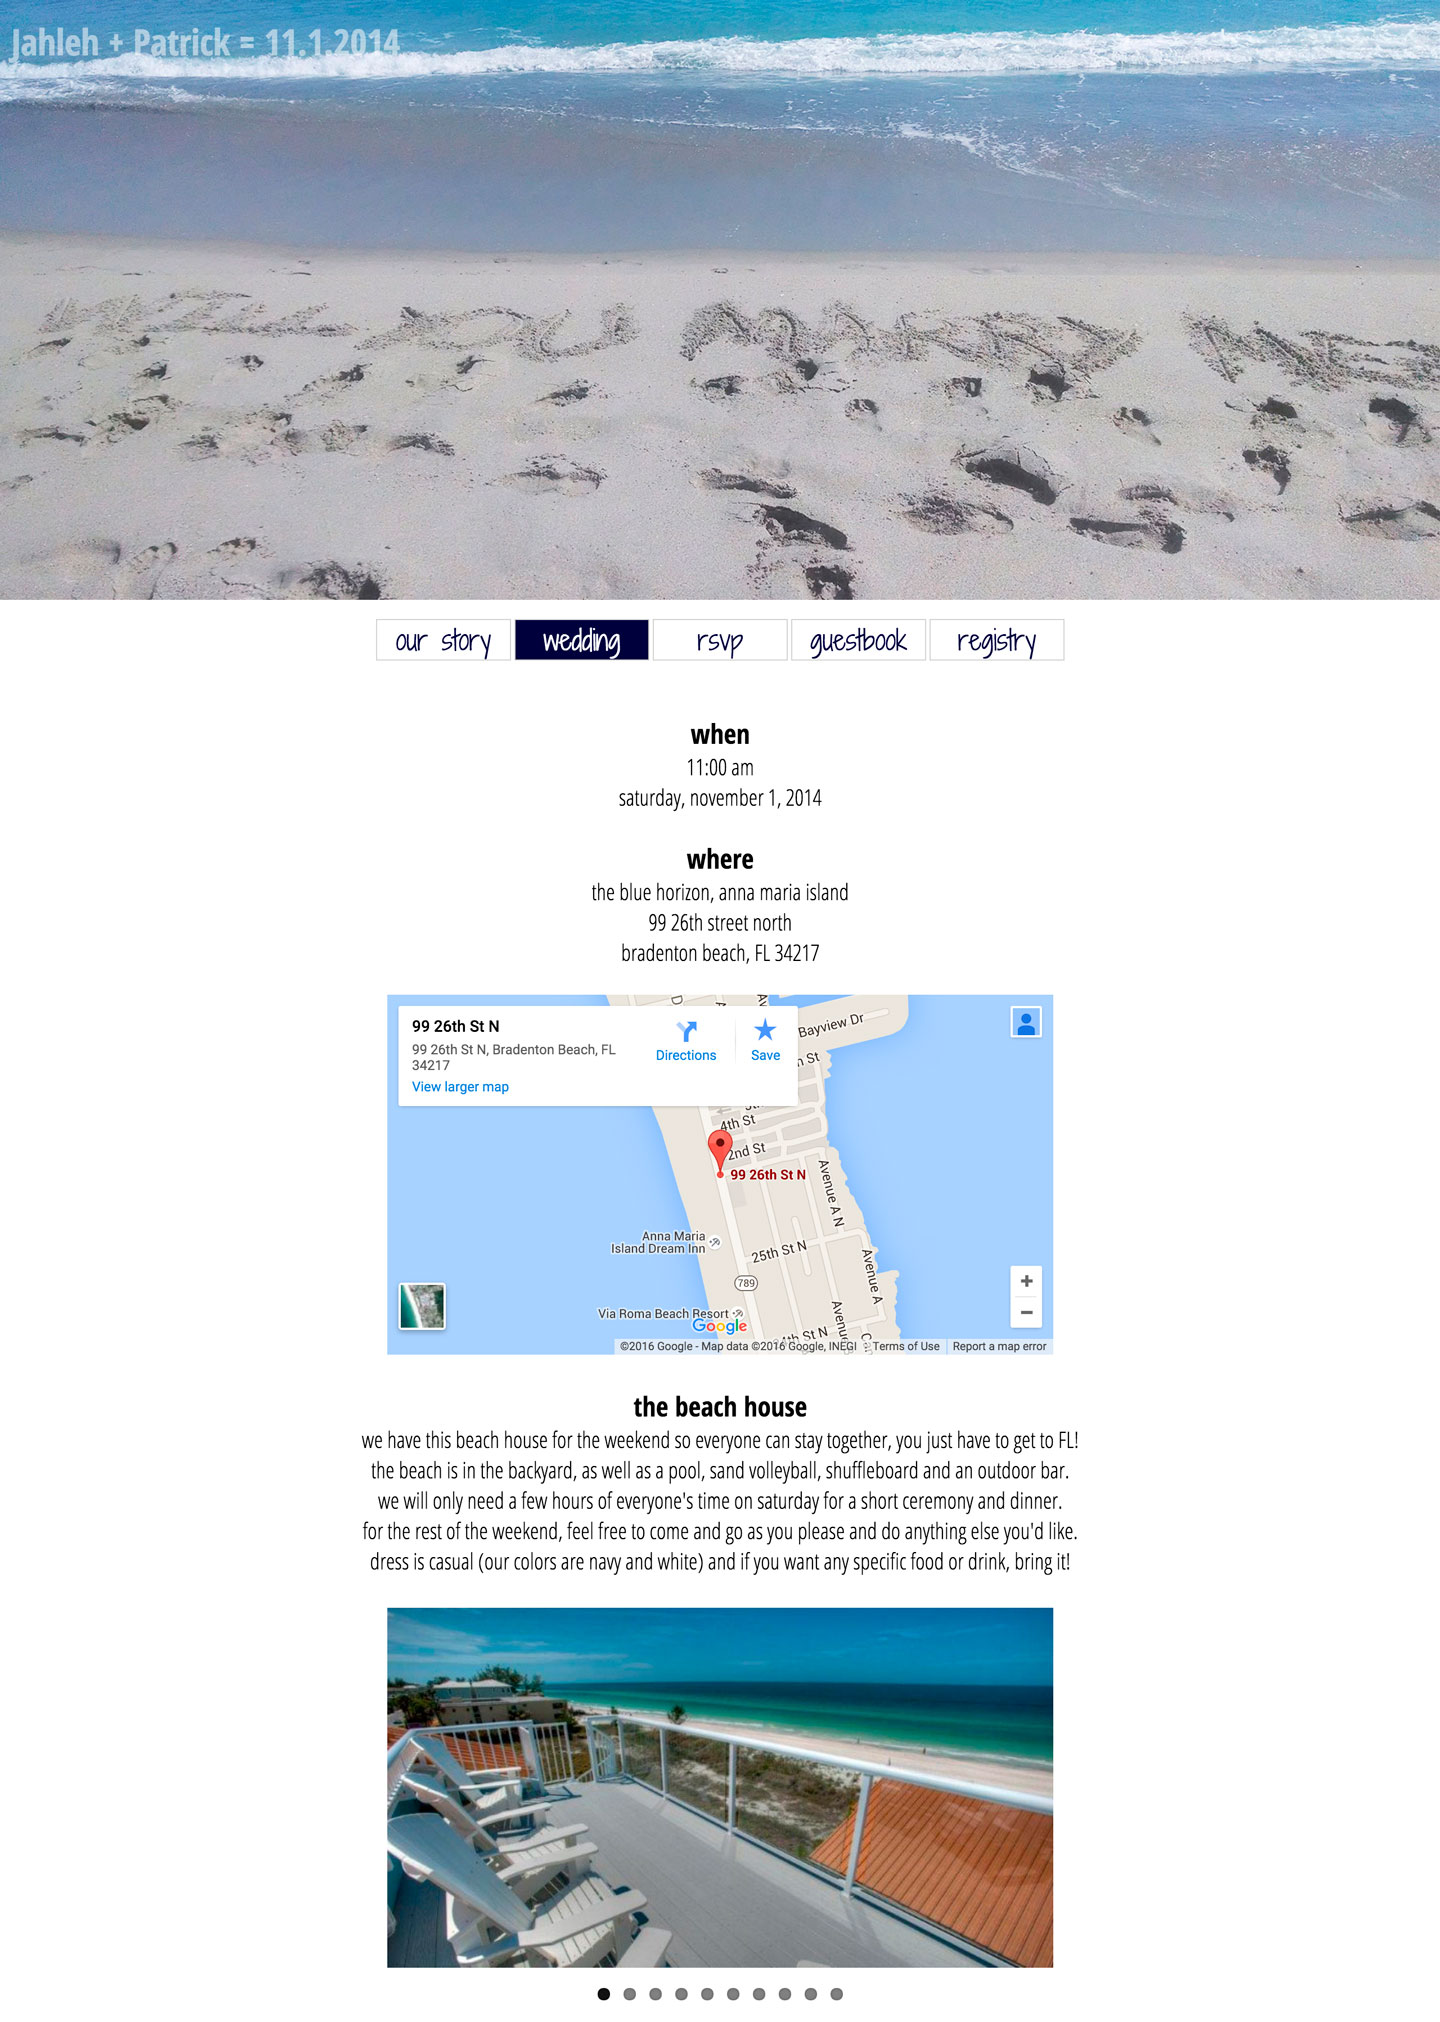 Jahleh + Patrick = 11.1.2014
WILL YOU MARRY ME
our story
wedding
rsvp
guestbook
registry
when
11:00 am
saturday, november 1, 2014
where
the blue horizon, anna maria island
99 26th street north
bradenton beach, FL 34217
99 26th St N
99 26th St N, Bradenton Beach, FL
34217
View larger map
Directions
Save
Bayview Dr
4th St
2nd St
99 26th St N
Avenue A N
Anna Maria
Island Dream Inn
25th St N
789
Avenue A
Via Roma Beach Resort
Google
©2016 Google - Map data ©2016 Google, INEGI
Terms of Use
Report a map error
the beach house
we have this beach house for the weekend so everyone can stay together, you just have to get to FL!
the beach is in the backyard, as well as a pool, sand volleyball, shuffleboard and an outdoor bar.
we will only need a few hours of everyone's time on saturday for a short ceremony and dinner.
for the rest of the weekend, feel free to come and go as you please and do anything else you'd like.
dress is casual (our colors are navy and white) and if you want any specific food or drink, bring it!